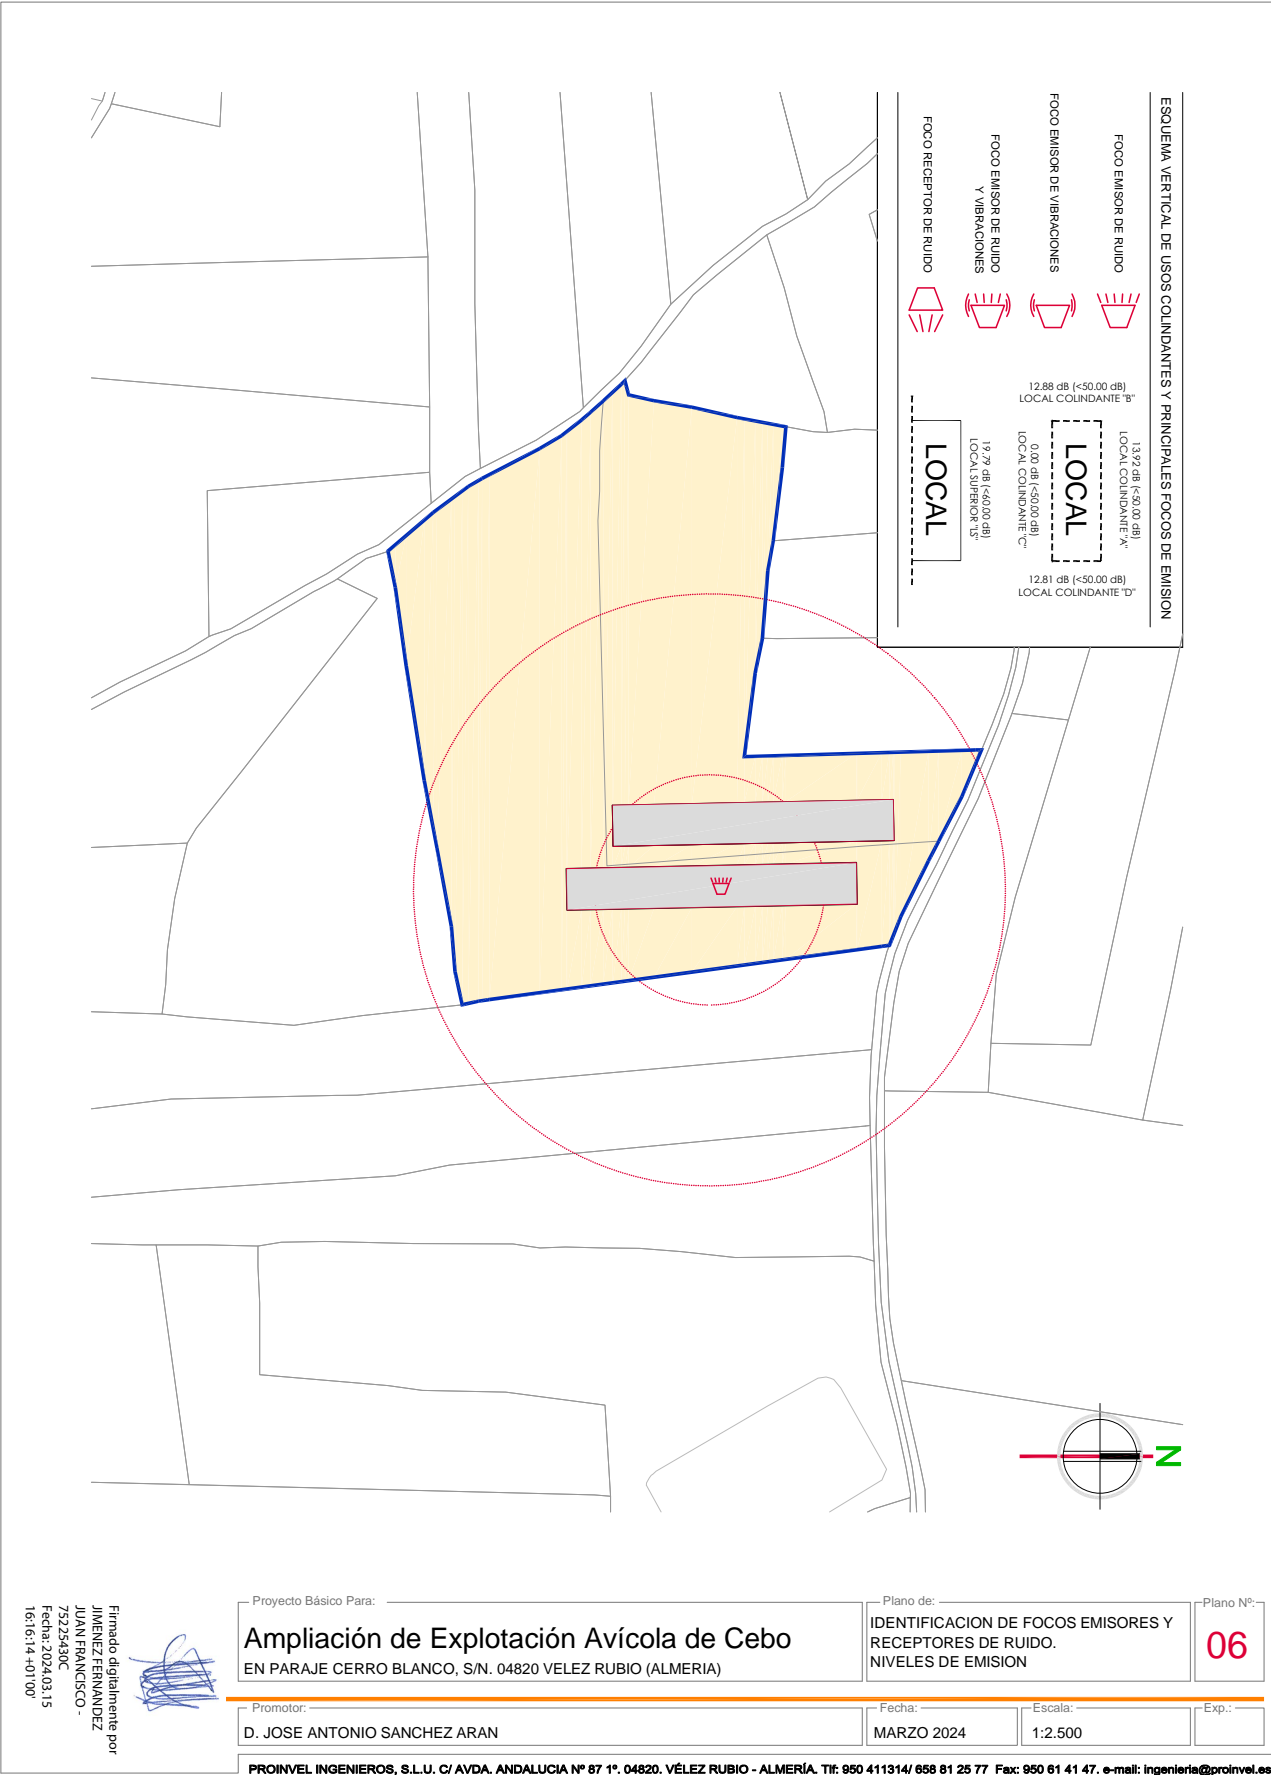 ESQUEMA VERTICAL DE USOS COLINDANTES Y PRINCIPALES FOCOS DE EMISION
FOCO EMISOR DE RUIDO
FOCO EMISOR DE VIBRACIONES
FOCO EMISOR DE RUIDO
Y VIBRACIONES
FOCO RECEPTOR DE RUIDO
13.92 dB (<50.00 dB)
LOCAL COLINDANTE "A"
12.88 dB (<50.00 dB)
LOCAL COLINDANTE "B"
LOCAL
0.00 dB (<50.00 dB)
LOCAL COLINDANTE "C"
12.81 dB (<50.00 dB)
LOCAL COLINDANTE "D"
19.79 dB (<60.00 dB)
LOCAL SUPERIOR "LS"
LOCAL
N
Firmado digitalmente por
JIMENEZ FERNANDEZ
JUAN FRANCISCO -
75225430C
Fecha: 2024.03.15
16:16:14 +01'00'
Proyecto Básico Para:
Ampliación de Explotación Avícola de Cebo
EN PARAJE CERRO BLANCO, S/N. 04820 VELEZ RUBIO (ALMERIA)
Plano de:
IDENTIFICACION DE FOCOS EMISORES Y
RECEPTORES DE RUIDO.
NIVELES DE EMISION
Plano Nº:
06
Promotor:
D. JOSE ANTONIO SANCHEZ ARAN
Fecha:
MARZO 2024
Escala:
1:2.500
Exp.:
PROINVEL INGENIEROS, S.L.U. C/ AVDA. ANDALUCIA Nº 87 1º. 04820. VÉLEZ RUBIO - ALMERÍA. Tlf: 950 411314/ 658 81 25 77 Fax: 950 61 41 47. e-mail: ingenieria@proinvel.es